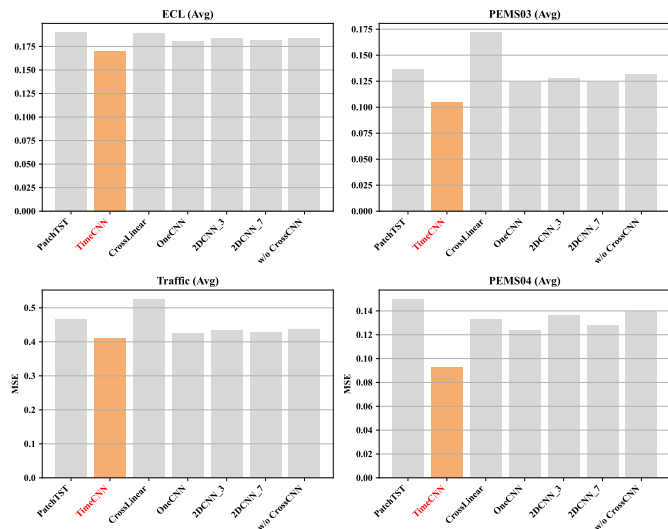 ECL (Avg)
0.175
0.150
0.125
0.100
0.075
0.050
0.025
0.000
PatchTST
TimeCNN
CrossLinear
OneCNN
2DCNN_3
2DCNN_7
w/o CrossCNN
PEMS03 (Avg)
0.175
0.150
0.125
0.100
0.075
0.050
0.025
0.000
PatchTST
TimeCNN
CrossLinear
OneCNN
2DCNN_3
2DCNN_7
w/o CrossCNN
Traffic (Avg)
MSE
0.5
0.4
0.3
0.2
0.1
0.0
PatchTST
TimeCNN
CrossLinear
OneCNN
2DCNN_3
2DCNN_7
w/o CrossCNN
PEMS04 (Avg)
MSE
0.14
0.12
0.10
0.08
0.06
0.04
0.02
0.00
PatchTST
TimeCNN
CrossLinear
OneCNN
2DCNN_3
2DCNN_7
w/o CrossCNN